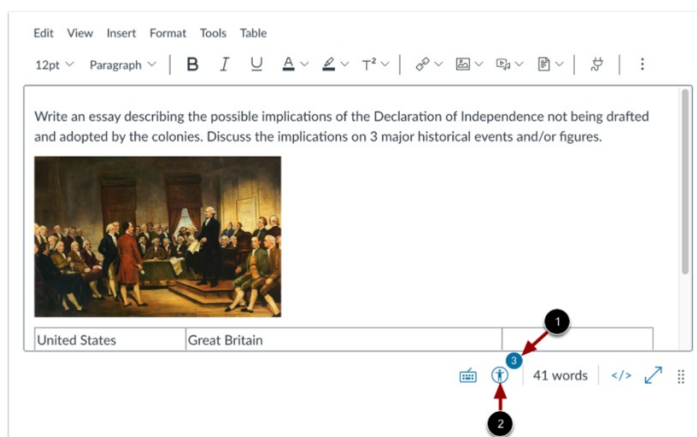 Edit View Insert Format Tools Table
12pt Paragraph B I U A T²
Write an essay describing the possible implications of the Declaration of Independence not being drafted
and adopted by the colonies. Discuss the implications on 3 major historical events and/or figures.
United States Great Britain
1
3
41 words </>
2